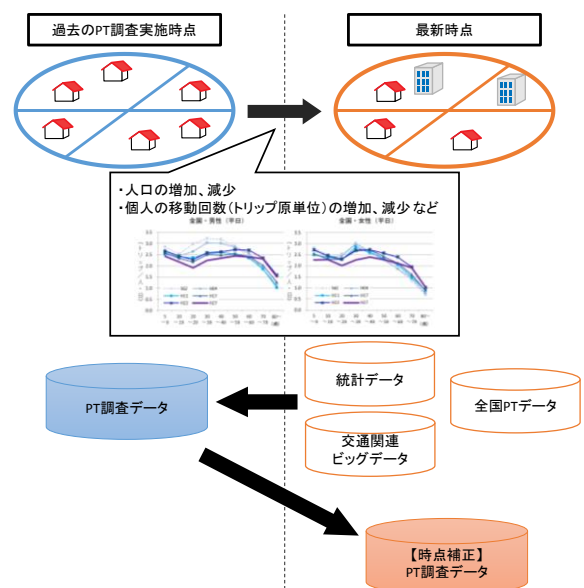 過去のPT調査実施時点
最新時点
・人口の増加、減少
・個人の移動回数（トリップ原単位）の増加、減少 など
全国・男性（平日）
全国・女性（平日）
統計データ
全国PTデータ
PT調査データ
交通関連
ビッグデータ
【時点補正】
PT調査データ